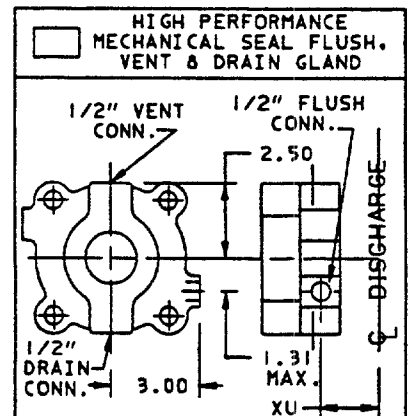 HIGH PERFORMANCE
MECHANICAL SEAL FLUSH,
VENT & DRAIN GLAND
1/2" VENT
CONN.
1/2" FLUSH
CONN.
2.50
℄ DISCHARGE
1/2"
DRAIN
CONN.
3.00
1.31
MAX.
XU